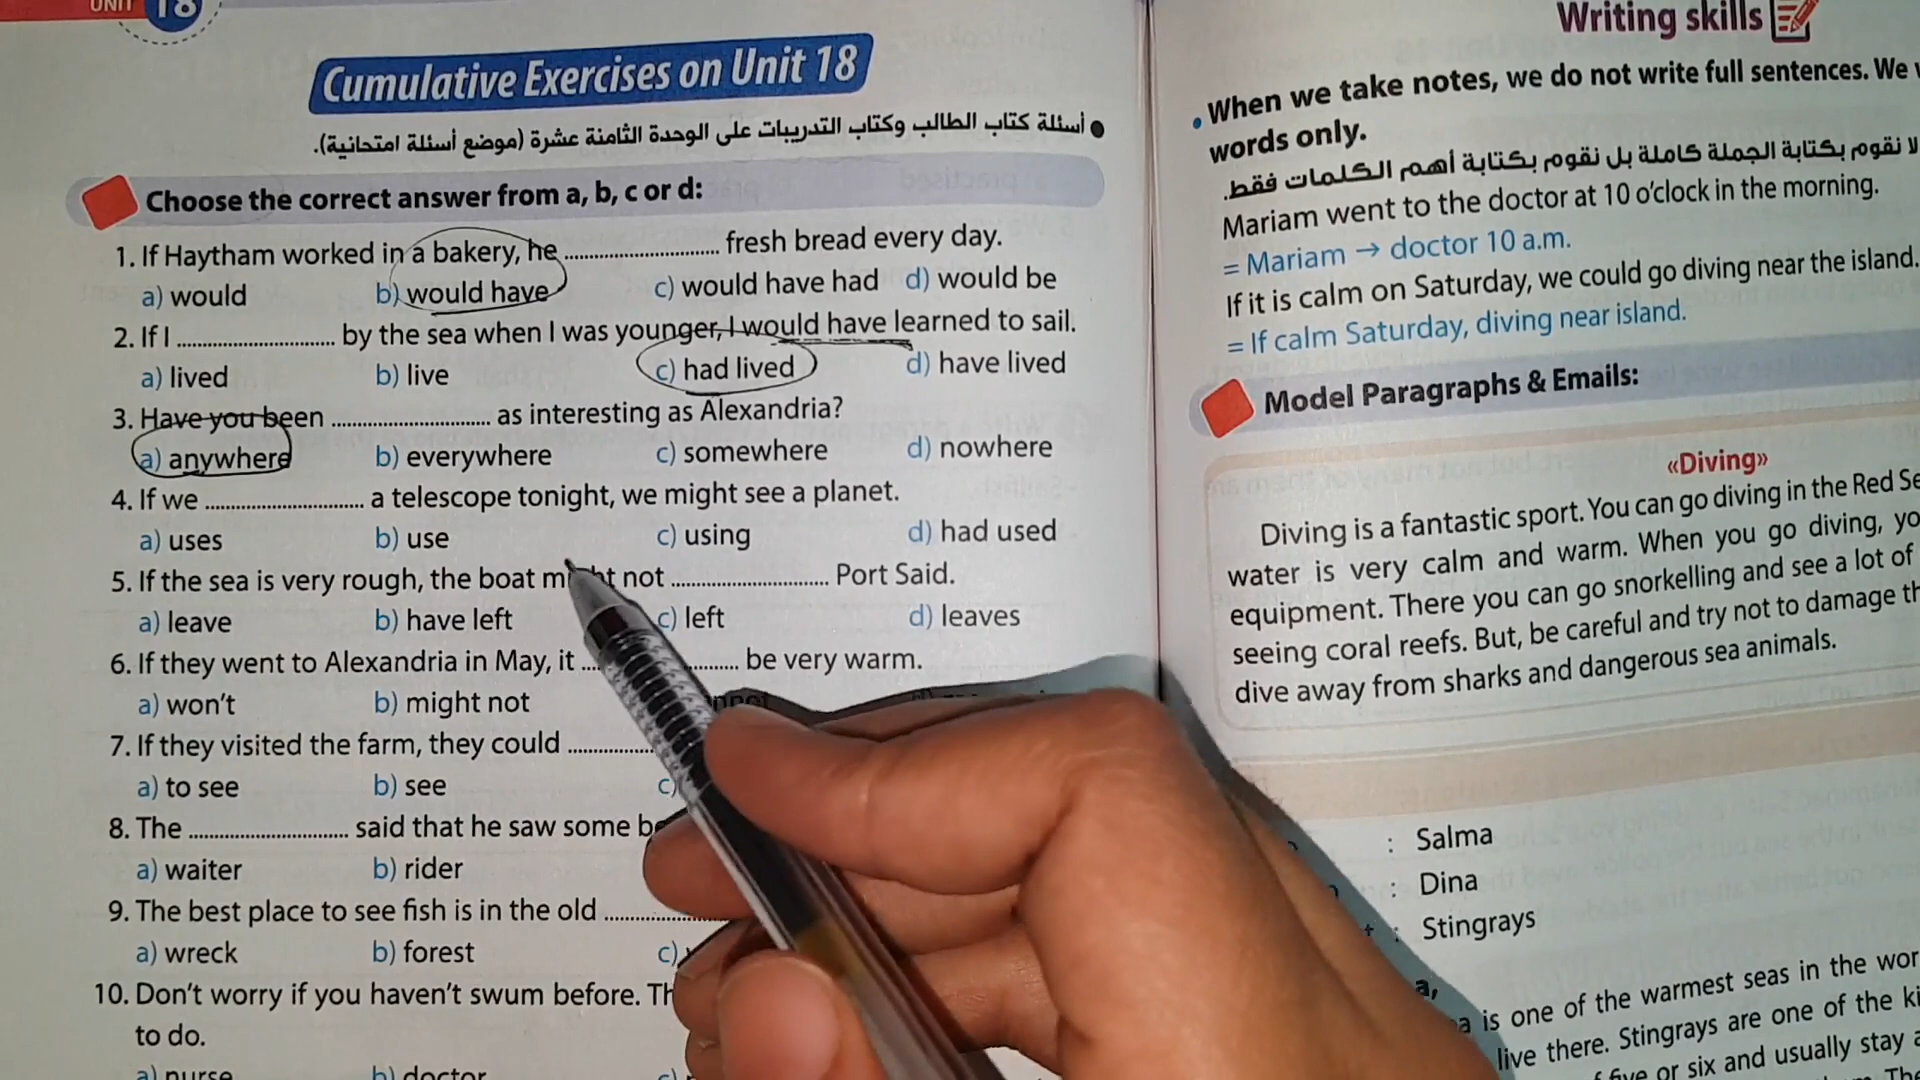 UNIT 18
Cumulative Exercises on Unit 18
أسئلة كتاب الطالب وكتاب التدريبات على الوحدة الثامنة عشرة (موضع أسئلة امتحانية).
Choose the correct answer from a, b, c or d:
1. If Haytham worked in a bakery, he .............................. fresh bread every day.
a) would b) would have c) would have had d) would be
2. If I .............................. by the sea when I was younger, I would have learned to sail.
a) lived b) live c) had lived d) have lived
3. Have you been .............................. as interesting as Alexandria?
a) anywhere b) everywhere c) somewhere d) nowhere
4. If we .............................. a telescope tonight, we might see a planet.
a) uses b) use c) using d) had used
5. If the sea is very rough, the boat might not .............................. Port Said.
a) leave b) have left c) left d) leaves
6. If they went to Alexandria in May, it .............. be very warm.
a) won't b) might not
7. If they visited the farm, they could ................
a) to see b) see c)
8. The .............................. said that he saw some
a) waiter b) rider
9. The best place to see fish is in the old ......................
a) wreck b) forest c)
10. Don't worry if you haven't swum before.
to do.
a) nurse b) doctor c)
Writing skills
• When we take notes, we do not write full sentences. We
words only.
لا نقوم بكتابة الجملة كاملة بل نقوم بكتابة أهم الكلمات فقط.
Mariam went to the doctor at 10 o'clock in the morning.
= Mariam → doctor 10 a.m.
If it is calm on Saturday, we could go diving near the island.
= If calm Saturday, diving near island.
Model Paragraphs & Emails:
«Diving»
Diving is a fantastic sport. You can go diving in the Red
water is very calm and warm. When you go diving,
equipment. There you can go snorkelling and see a lot of
seeing coral reefs. But, be careful and try not to damage
dive away from sharks and dangerous sea animals.
: Salma
: Dina
: Stingrays
is one of the warmest seas in the
live there. Stingrays are one of the
five or six and usually stay